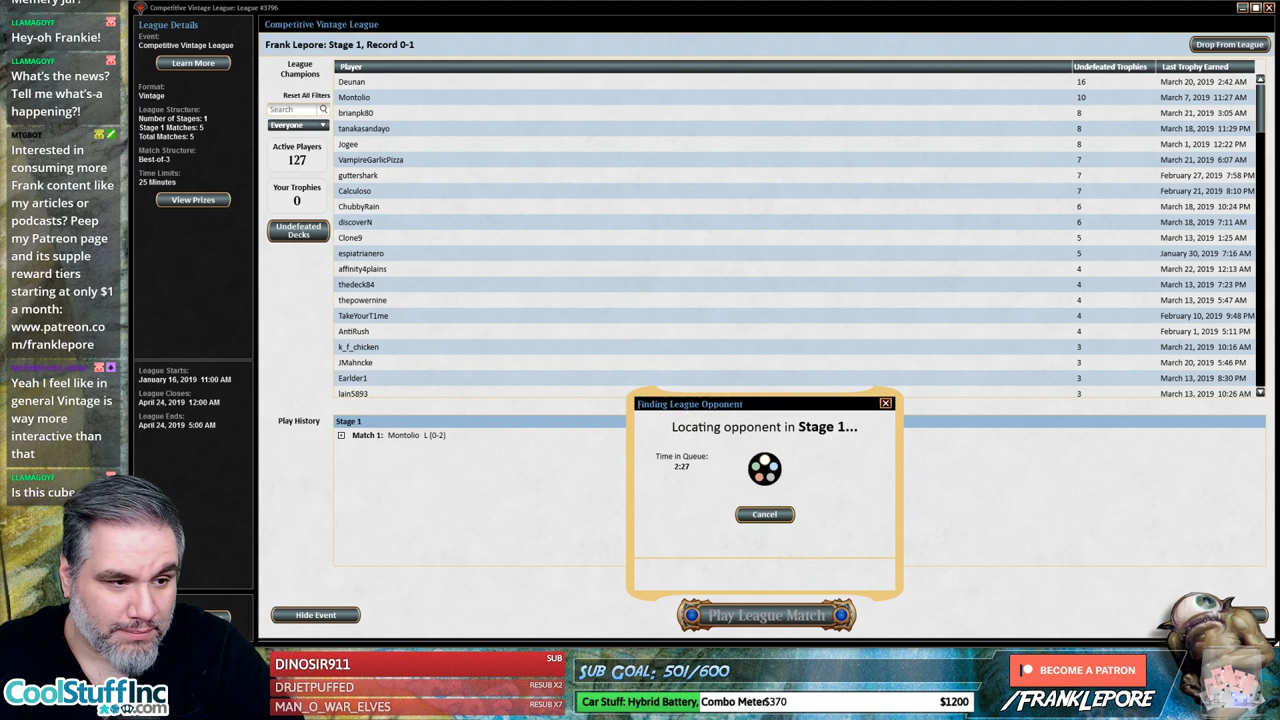 LLAMAGOYF
Hey-oh Frankie!
LLAMAGOYF
What's the news?
Tell me what's-a
happening?!
MTGBOT
Interested in
consuming more
Frank content like
my articles or
podcasts? Peep
my Patreon page
and its supple
reward tiers
starting at only $1
a month:
www.patreon.co
m/franklepore
Yeah I feel like in
general Vintage is
way more
interactive than
that
LLAMAGOYF
Is this cube
Competitive Vintage League: League #3796
League Details
Event:
Competitive Vintage League
Learn More
Format:
Vintage
League Structure:
Number of Stages: 1
Stage 1 Matches: 5
Total Matches: 5
Match Structure:
Best-of-3
Time Limits:
25 Minutes
View Prizes
League Starts:
January 16, 2019 11:00 AM
League Closes:
April 24, 2019 12:00 AM
League Ends:
April 24, 2019 5:00 AM
Competitive Vintage League
Frank Lepore: Stage 1, Record 0-1
Drop From League
League
Champions
Reset All Filters
Search
Everyone
Active Players
127
Your Trophies
0
Undefeated
Decks
Player Undefeated Trophies Last Trophy Earned
Deunan 16 March 20, 2019 2:42 AM
Montolio 10 March 7, 2019 11:27 AM
brianpk80 8 March 21, 2019 3:05 AM
tanakasandayo 8 March 18, 2019 11:29 PM
Jogee 8 March 1, 2019 12:22 PM
VampireGarlicPizza 7 March 21, 2019 6:07 AM
guttershark 7 February 27, 2019 7:58 PM
Calculoso 7 February 21, 2019 8:10 PM
ChubbyRain 6 March 18, 2019 10:24 PM
discoverN 6 March 18, 2019 7:11 AM
Clone9 5 March 13, 2019 1:25 AM
espiatrianero 5 January 30, 2019 7:16 AM
affinity4plains 4 March 22, 2019 12:13 AM
thedeck84 4 March 13, 2019 7:23 PM
thepowernine 4 March 13, 2019 5:47 AM
TakeYourT1me 4 February 10, 2019 9:48 PM
AntiRush 4 February 1, 2019 5:11 PM
k_f_chicken 3 March 21, 2019 10:16 AM
JMahncke 3 March 20, 2019 5:46 PM
Earlder1 3 March 13, 2019 8:30 PM
lain5893 3 March 13, 2019 10:26 AM
Play History
Stage 1
Match 1: Montolio L (0-2)
Finding League Opponent
Locating opponent in Stage 1...
Time in Queue:
2:27
Cancel
Hide Event
Play League Match
DINOSIR911 SUB
DRJETPUFFED RESUB X2
MAN_O_WAR_ELVES RESUB X7
SUB GOAL: 501/600
Car Stuff: Hybrid Battery, Combo Meter $370 $1200
BECOME A PATRON
/FRANKLEPORE
CoolStuffInc
.com